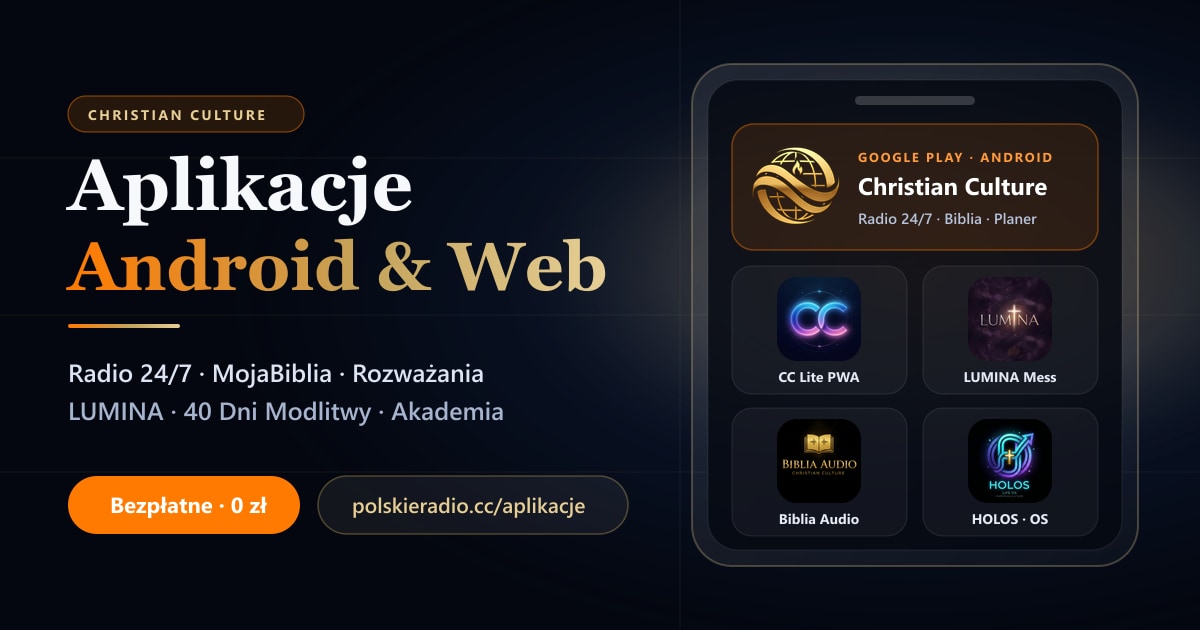 CHRISTIAN CULTURE
Aplikacje
Android & Web
Radio 24/7 · MojaBiblia · Rozważania
LUMINA · 40 Dni Modlitwy · Akademia
Bezpłatne · 0 zł
polskieradio.cc/aplikacje
GOOGLE PLAY · ANDROID
Christian Culture
Radio 24/7 · Biblia · Planer
CC
CC Lite PWA
LUMINA
LUMINA Mess
BIBLIA AUDIO
CHRISTIAN CULTURE
Biblia Audio
HOLOS
HOLOS · OS